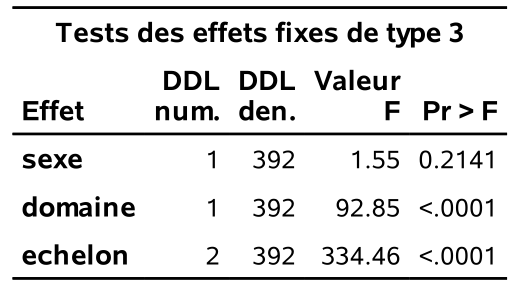 Tests des effets fixes de type 3
Effet DDL num. DDL den. Valeur F Pr > F
sexe 1 392 1.55 0.2141
domaine 1 392 92.85 <.0001
echelon 2 392 334.46 <.0001